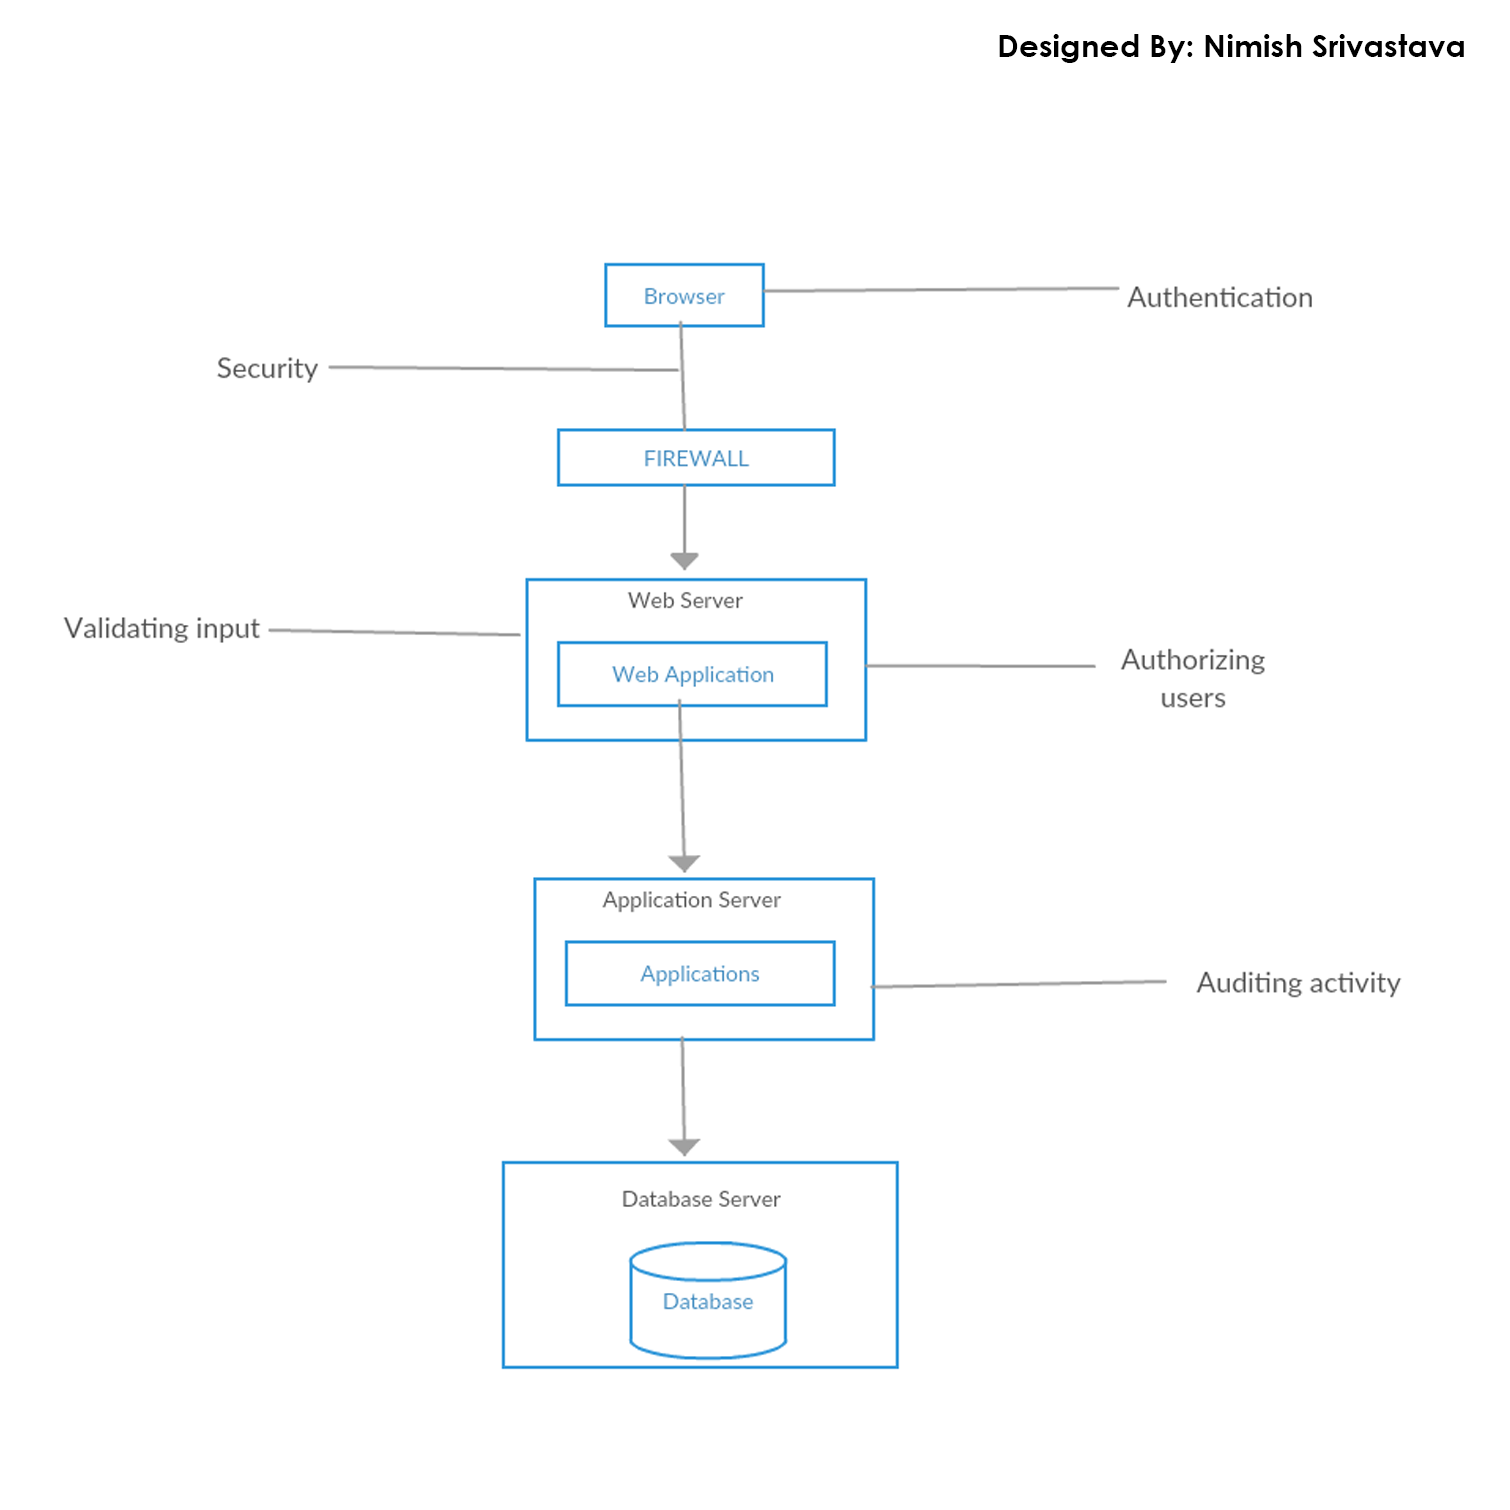 Designed By: Nimish Srivastava
Browser
Authentication
Security
FIREWALL
Web Server
Validating input
Web Application
Authorizing
users
Application Server
Applications
Auditing activity
Database Server
Database